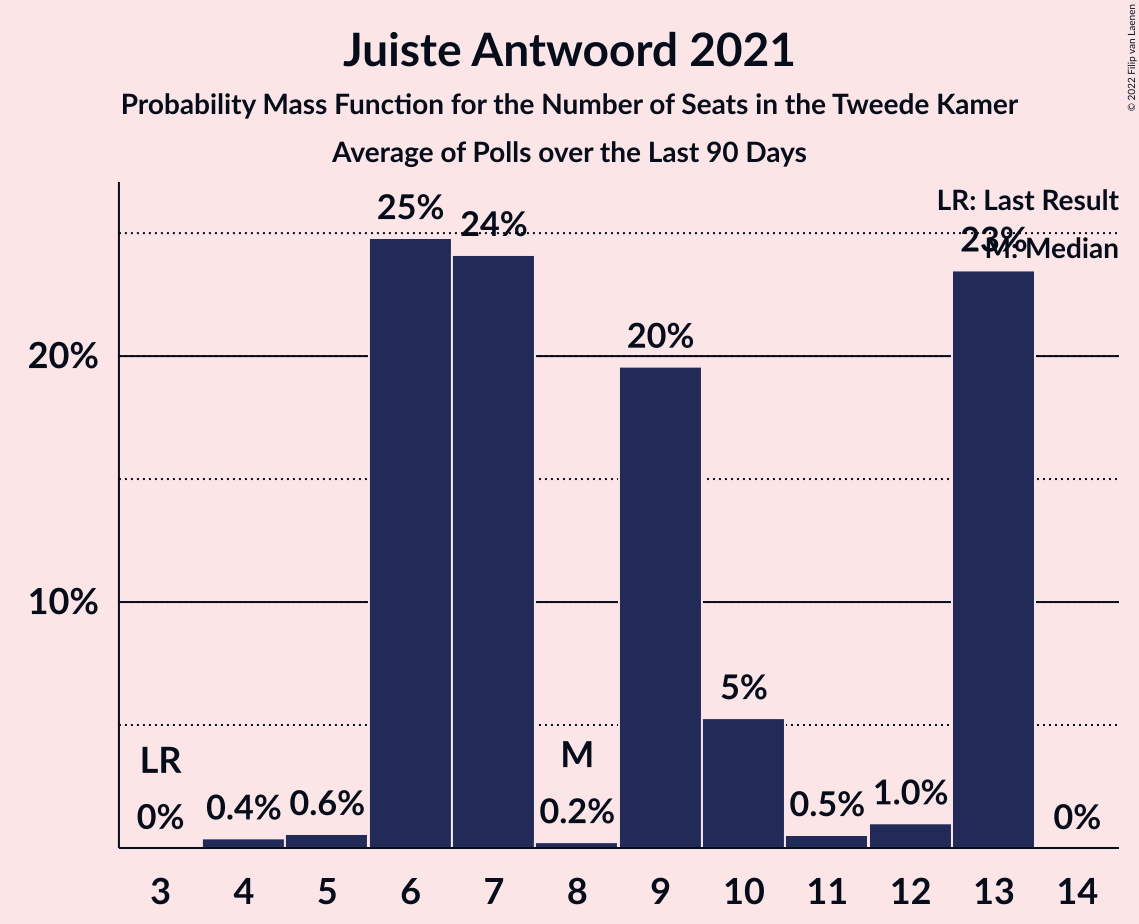 Juiste Antwoord 2021
Probability Mass Function for the Number of Seats in the Tweede Kamer
Average of Polls over the Last 90 Days
© 2022 Filip van Laenen
LR: Last Result
M: Median
25%
24%
23%
20%
20%
10%
5%
LR
M
0%
0.4%
0.6%
0.2%
0.5%
1.0%
0%
3 4 5 6 7 8 9 10 11 12 13 14